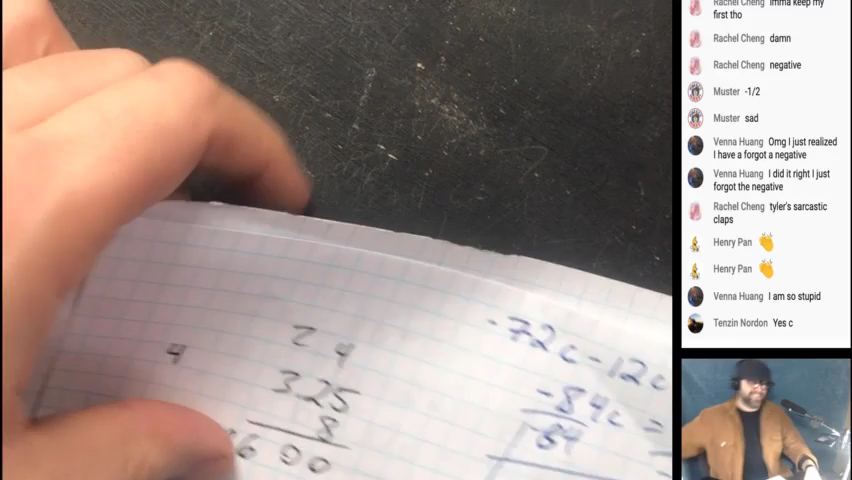 2 4
4
325
8
600
-72c-12c
-84c =
-84
Rachel Cheng Imma keep my
first tho
Rachel Cheng damn
Rachel Cheng negative
Muster -1/2
Muster sad
Venna Huang Omg I just realized
I have a forgot a negative
Venna Huang I did it right I just
forgot the negative
Rachel Cheng tyler's sarcastic
claps
Henry Pan 👏
Henry Pan 👏
Venna Huang I am so stupid
Tenzin Nordon Yes c